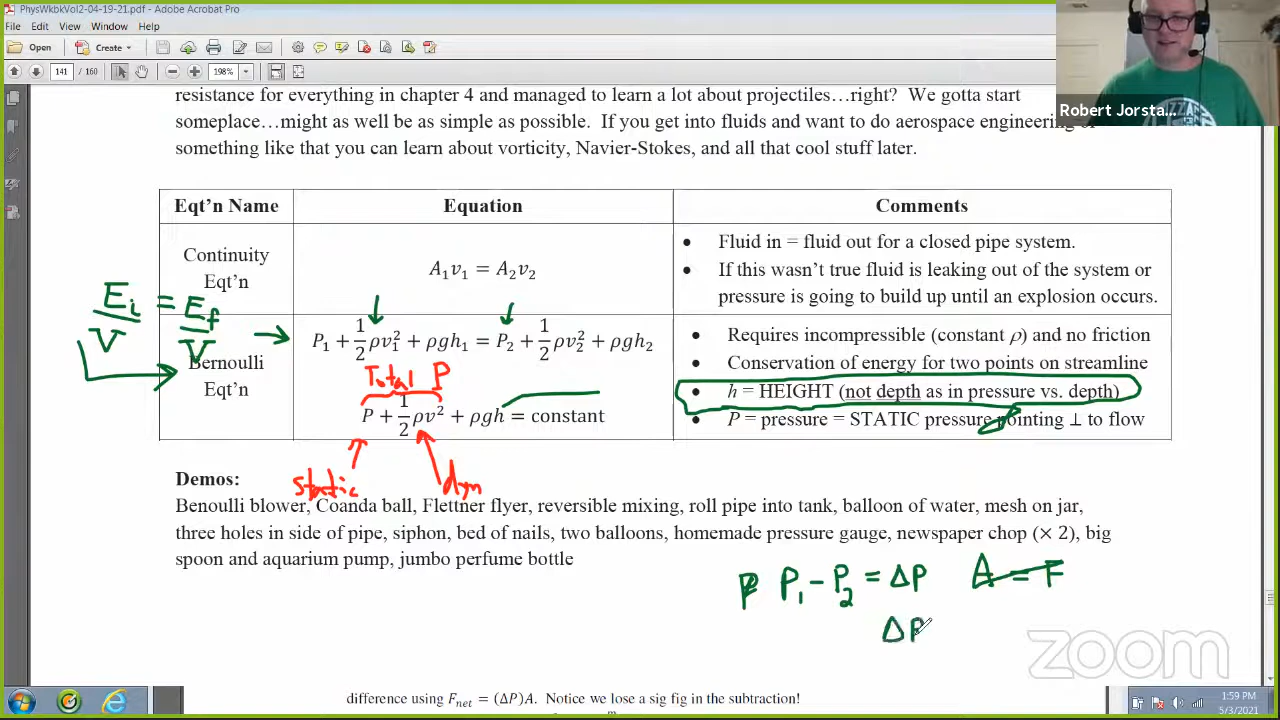 PhysWkbkVol2-04-19-21.pdf - Adobe Acrobat Pro
File Edit View Window Help
Open Create
141 / 160 198%
resistance for everything in chapter 4 and managed to learn a lot about projectiles…right? We gotta start
someplace…might as well be as simple as possible. If you get into fluids and want to do aerospace engineering or
something like that you can learn about vorticity, Navier-Stokes, and all that cool stuff later.
Robert Jorsta...
Eqt'n Name Equation Comments
Continuity Eqt'n
A₁v₁ = A₂v₂
• Fluid in = fluid out for a closed pipe system.
• If this wasn't true fluid is leaking out of the system or
pressure is going to build up until an explosion occurs.
E_i/V = E_f/V
Bernoulli
Eqt'n
P₁ + 1/2 ρv₁² + ρgh₁ = P₂ + 1/2 ρv₂² + ρgh₂
Total P
P + 1/2 ρv² + ρgh = constant
static dyn
• Requires incompressible (constant ρ) and no friction
• Conservation of energy for two points on streamline
• h = HEIGHT (not depth as in pressure vs. depth)
• P = pressure = STATIC pressure pointing ⊥ to flow
Demos:
Benoulli blower, Coanda ball, Flettner flyer, reversible mixing, roll pipe into tank, balloon of water, mesh on jar,
three holes in side of pipe, siphon, bed of nails, two balloons, homemade pressure gauge, newspaper chop (× 2), big
spoon and aquarium pump, jumbo perfume bottle
P₁ − P₂ = ΔP A = F
ΔP
zoom
difference using F_net = (ΔP)A. Notice we lose a sig fig in the subtraction!
1:59 PM
5/3/2021